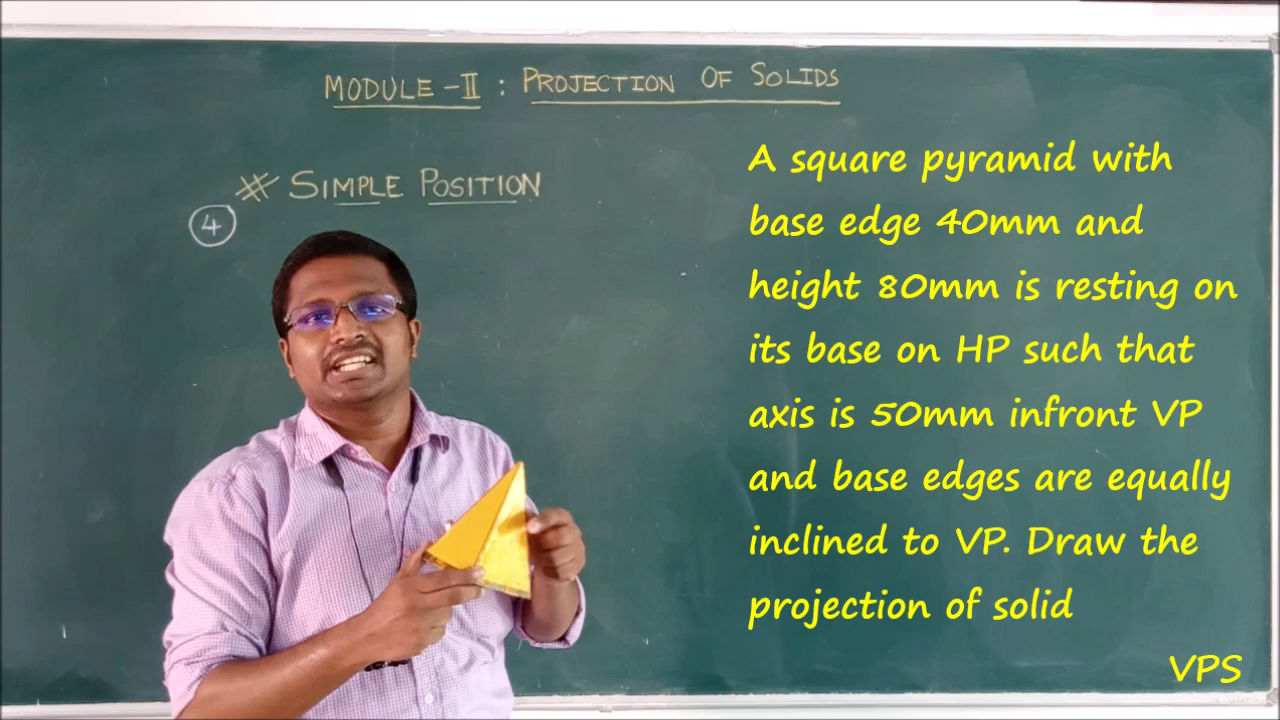 MODULE-II : PROJECTION OF SOLIDS
# SIMPLE POSITION
4
A square pyramid with
base edge 40mm and
height 80mm is resting on
its base on HP such that
axis is 50mm infront VP
and base edges are equally
inclined to VP. Draw the
projection of solid
VPS